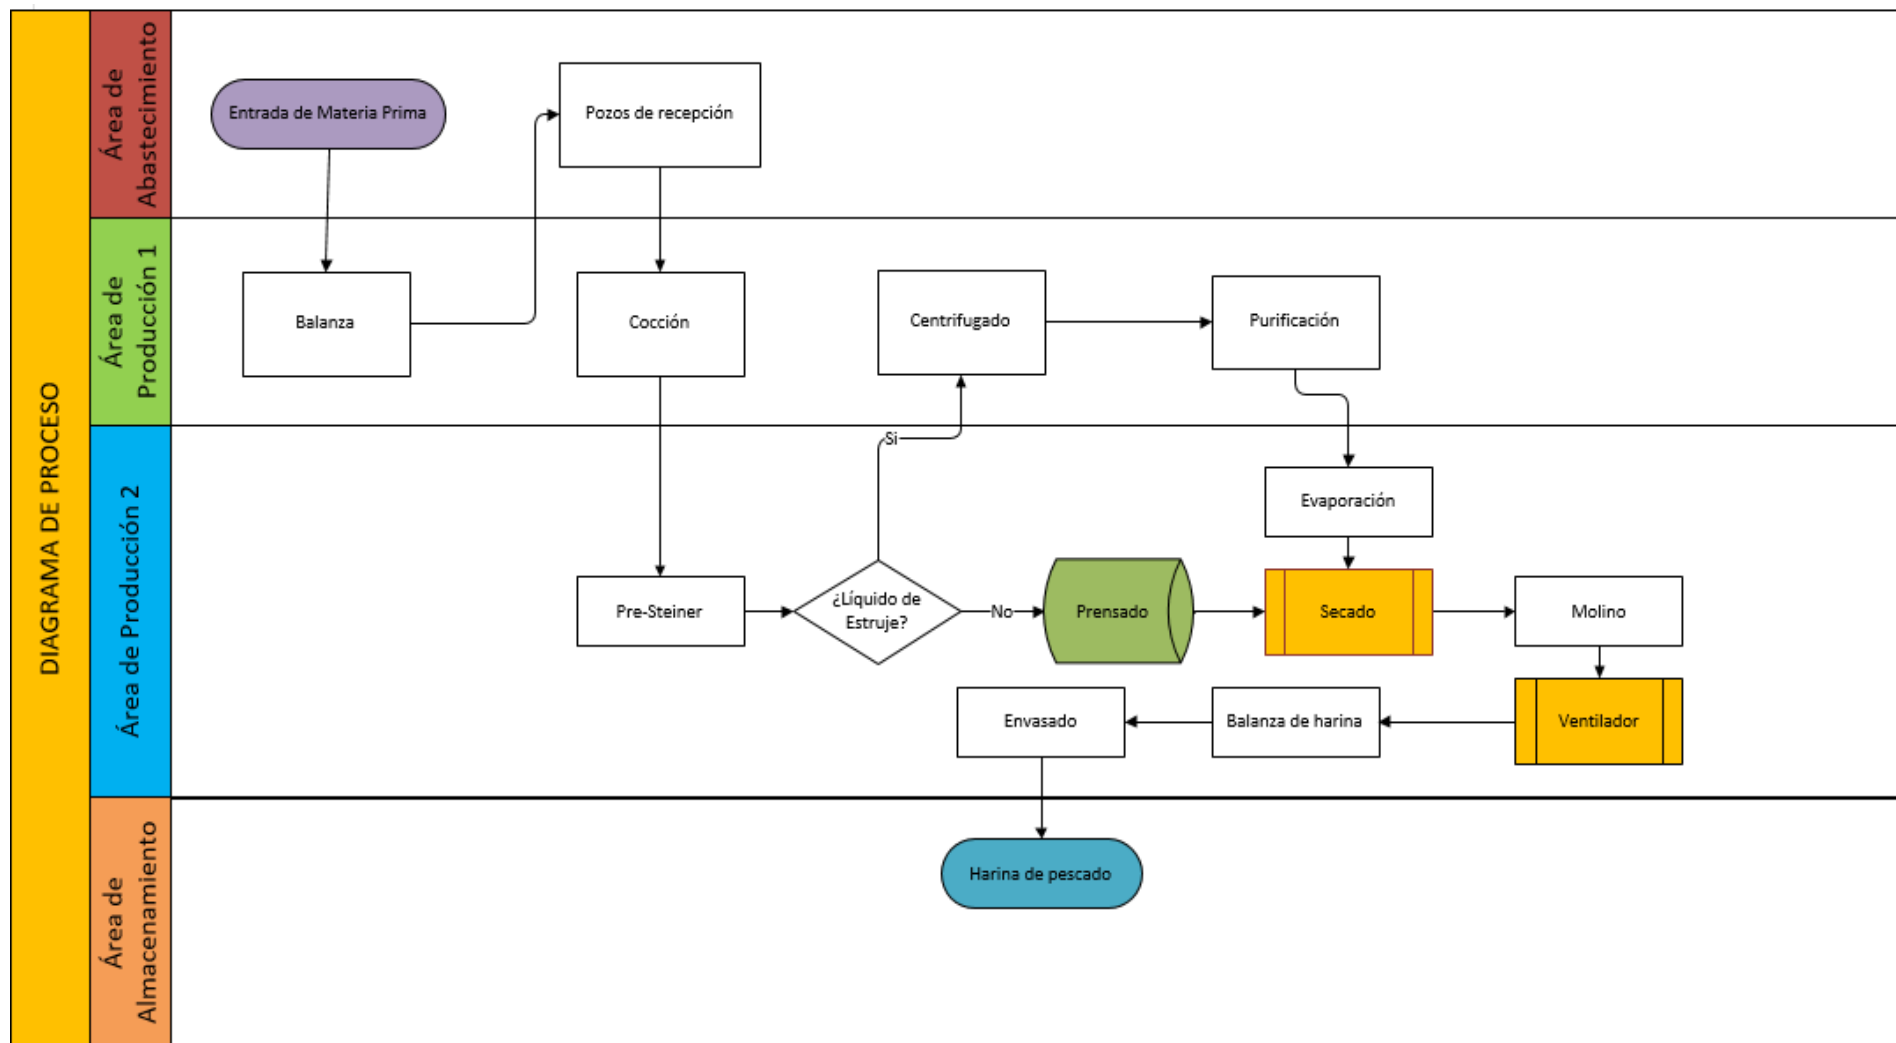 DIAGRAMA DE PROCESO
Área de
Abastecimiento
Entrada de Materia Prima
Pozos de recepción
Área de
Producción 1
Balanza
Cocción
Centrifugado
Purificación
Área de Producción 2
Si
Evaporación
Pre-Steiner
¿Líquido de
Estruje?
No
Prensado
Secado
Molino
Envasado
Balanza de harina
Ventilador
Área de
Almacenamiento
Harina de pescado